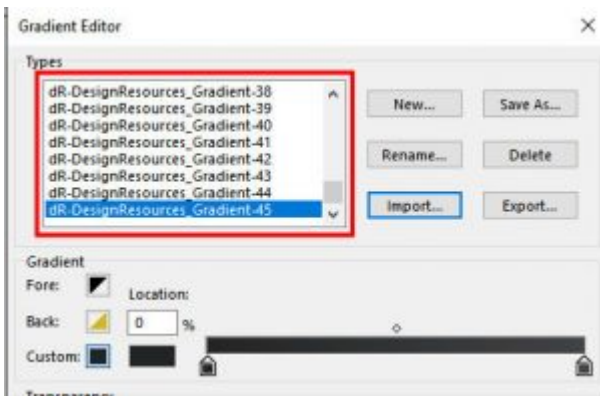 Gradient Editor
Types
dR-DesignResources_Gradient-38
dR-DesignResources_Gradient-39
dR-DesignResources_Gradient-40
dR-DesignResources_Gradient-41
dR-DesignResources_Gradient-42
dR-DesignResources_Gradient-43
dR-DesignResources_Gradient-44
dR-DesignResources_Gradient-45
New... Save As...
Rename... Delete
Import... Export...
Gradient
Fore: Location:
Back: 0 %
Custom:
Transparency